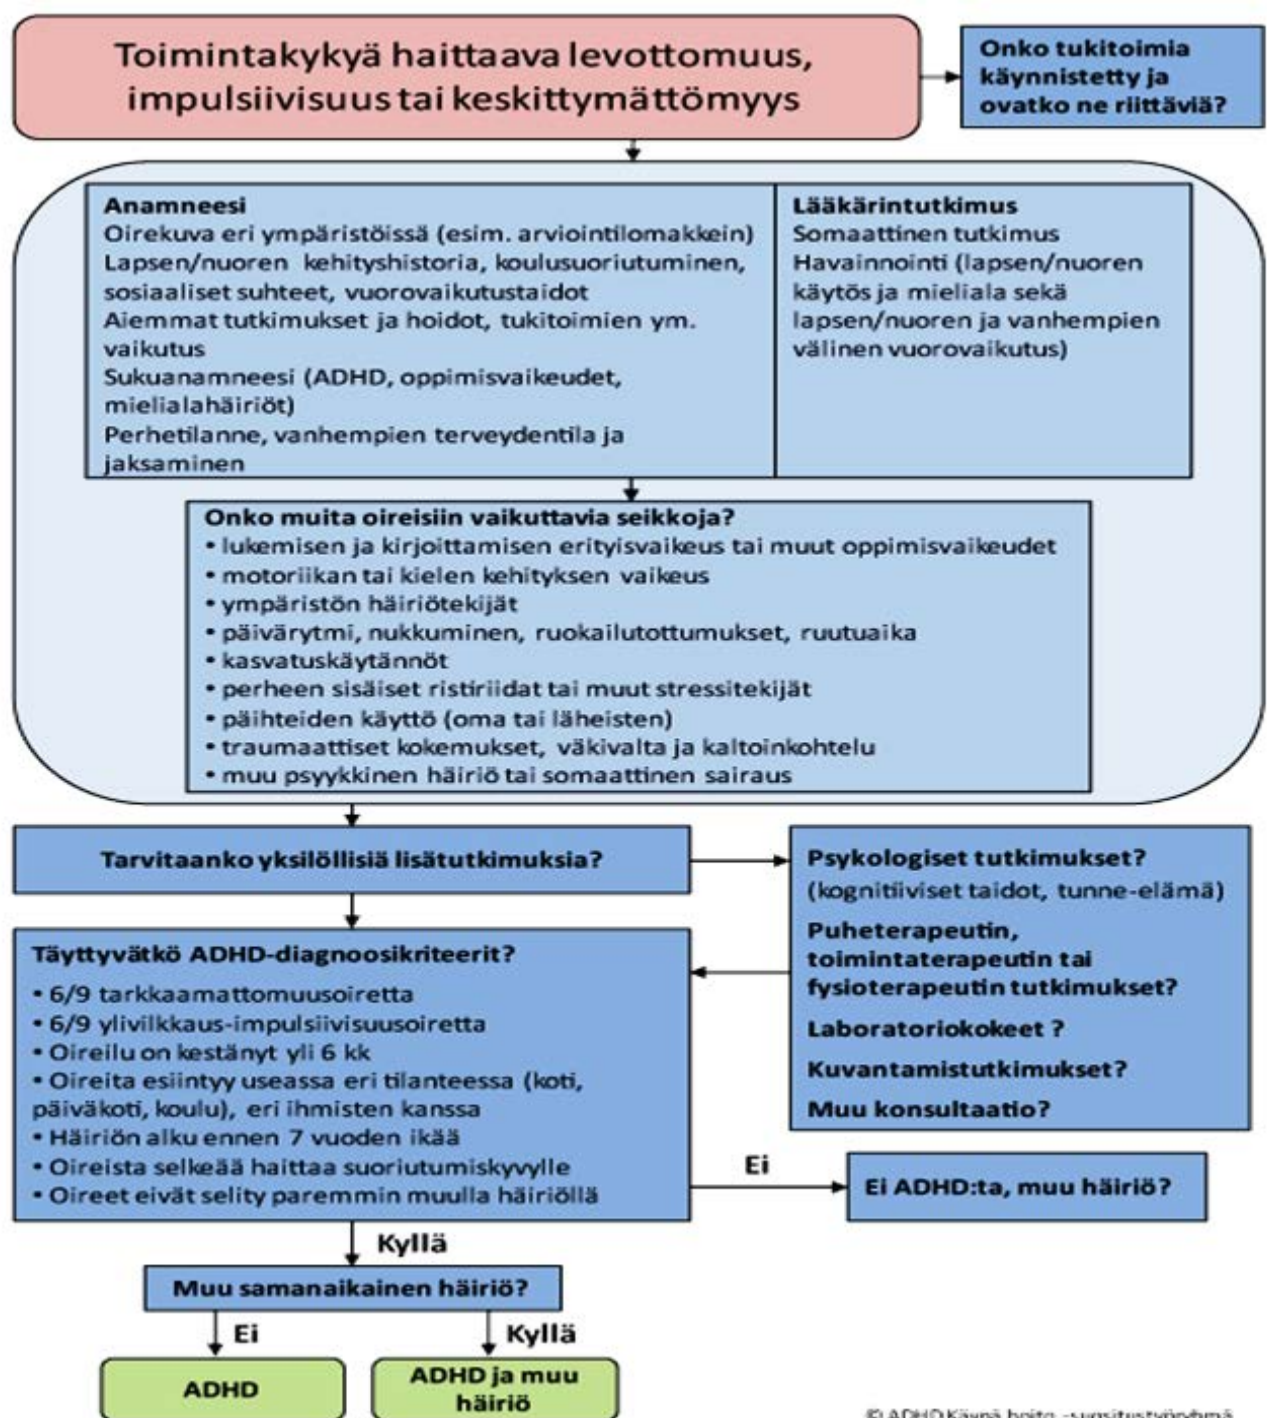 Toimintakykyä haittaava levottomuus,
impulsiivisuus tai keskittymättömyys
Onko tukitoimia
käynnistetty ja
ovatko ne riittäviä?
Anamneesi
Oirekuva eri ympäristöissä (esim. arviointilomakkein)
Lapsen/nuoren kehityshistoria, koulusuoriutuminen,
sosiaaliset suhteet, vuorovaikutustaidot
Aiemmat tutkimukset ja hoidot, tukitoimien ym.
vaikutus
Sukuanamneesi (ADHD, oppimisvaikeudet,
mielialahäiriöt)
Perhetilanne, vanhempien terveydentila ja
jaksaminen
Lääkärintutkimus
Somaattinen tutkimus
Havainnointi (lapsen/nuoren
käytös ja mieliala sekä
lapsen/nuoren ja vanhempien
välinen vuorovaikutus)
Onko muita oireisiin vaikuttavia seikkoja?
• lukemisen ja kirjoittamisen erityisvaikeus tai muut oppimisvaikeudet
• motoriikan tai kielen kehityksen vaikeus
• ympäristön häiriötekijät
• päivärytmi, nukkuminen, ruokailutottumukset, ruutuaika
• kasvatuskäytännöt
• perheen sisäiset ristiriidat tai muut stressitekijät
• päihteiden käyttö (oma tai läheisten)
• traumaattiset kokemukset, väkivalta ja kaltoinkohtelu
• muu psyykkinen häiriö tai somaattinen sairaus
Tarvitaanko yksilöllisiä lisätutkimuksia?
Psykologiset tutkimukset?
(kognitiiviset taidot, tunne-elämä)
Puheterapeutin,
toimintaterapeutin tai
fysioterapeutin tutkimukset?
Laboratoriokokeet ?
Kuvantamistutkimukset?
Muu konsultaatio?
Täyttyvätkö ADHD-diagnoosikriteerit?
• 6/9 tarkkaamattomuusoiretta
• 6/9 ylivilkkaus-impulsiivisuusoiretta
• Oireilu on kestänyt yli 6 kk
• Oireita esiintyy useassa eri tilanteessa (koti,
päiväkoti, koulu), eri ihmisten kanssa
• Häiriön alku ennen 7 vuoden ikää
• Oireista selkeää haittaa suoriutumiskyvylle
• Oireet eivät selity paremmin muulla häiriöllä
Ei
Ei ADHD:ta, muu häiriö?
Kyllä
Muu samanaikainen häiriö?
Ei
Kyllä
ADHD
ADHD ja muu
häiriö
© ADHD Käypä hoito -suositustyöryhmä